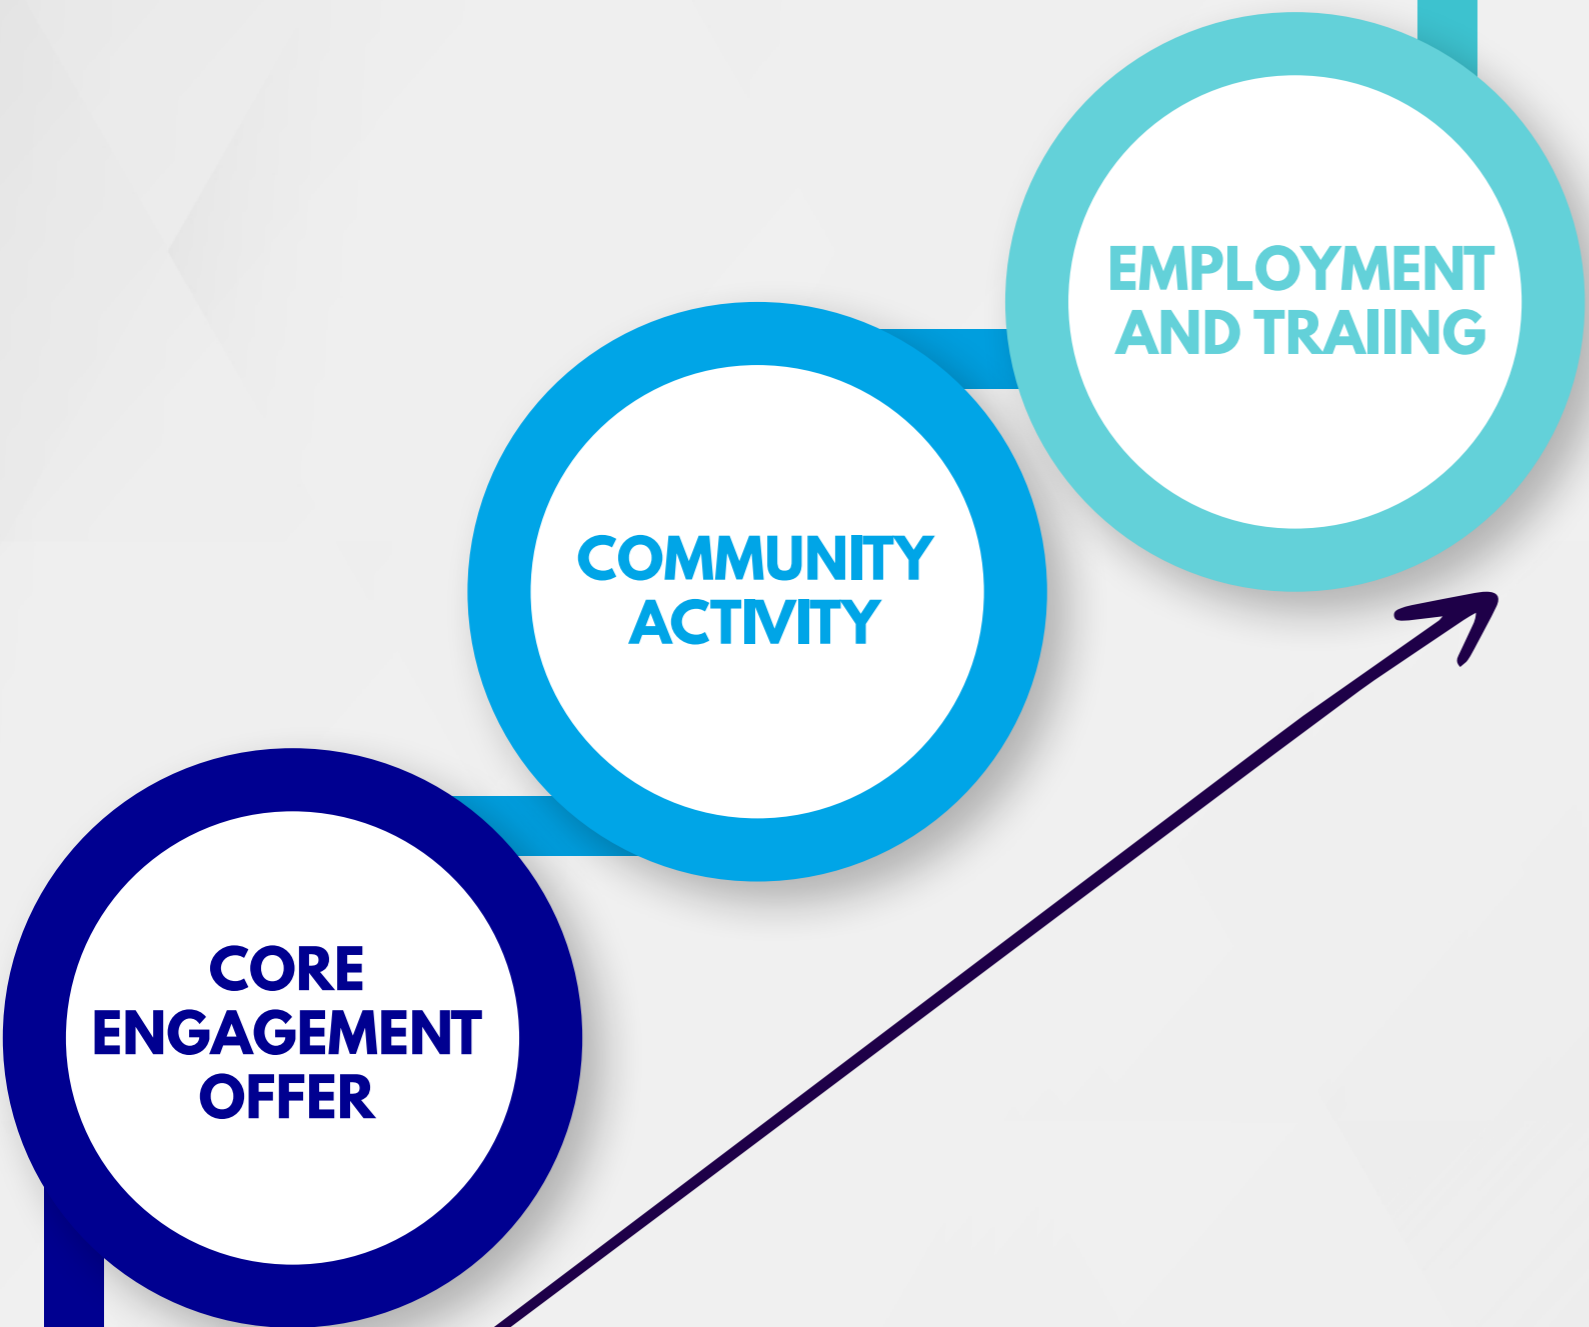 EMPLOYMENT
AND TRAIING
COMMUNITY
ACTIVITY
CORE
ENGAGEMENT
OFFER